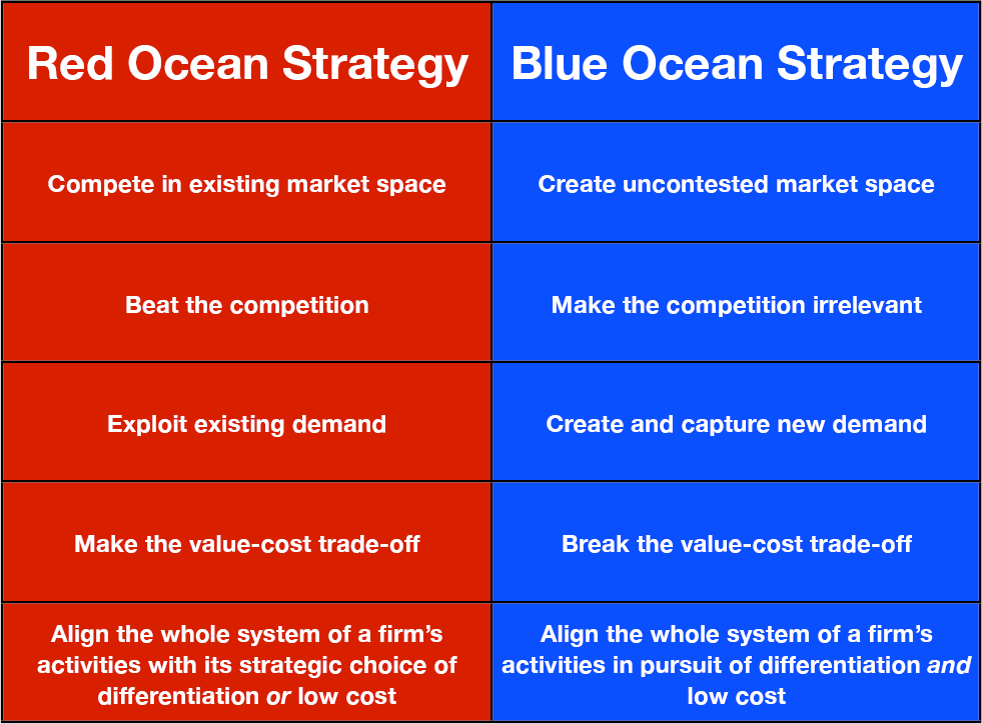 Red Ocean Strategy
Blue Ocean Strategy
Compete in existing market space
Create uncontested market space
Beat the competition
Make the competition irrelevant
Exploit existing demand
Create and capture new demand
Make the value-cost trade-off
Break the value-cost trade-off
Align the whole system of a firm’s
activities with its strategic choice of
differentiation or low cost
Align the whole system of a firm’s
activities in pursuit of differentiation and
low cost